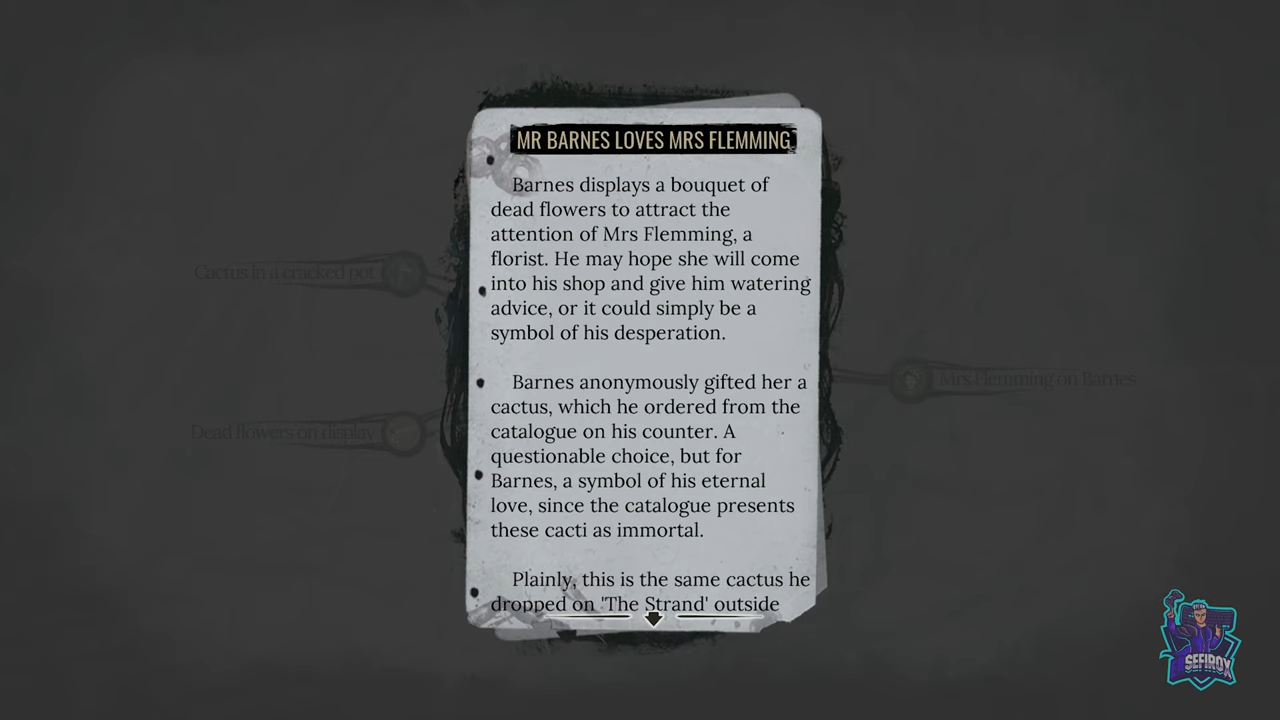 MR BARNES LOVES MRS FLEMMING
Barnes displays a bouquet of
dead flowers to attract the
attention of Mrs Flemming, a
florist. He may hope she will come
into his shop and give him watering
advice, or it could simply be a
symbol of his desperation.
Barnes anonymously gifted her a
cactus, which he ordered from the
catalogue on his counter. A
questionable choice, but for
Barnes, a symbol of his eternal
love, since the catalogue presents
these cacti as immortal.
Plainly, this is the same cactus he
dropped on 'The Strand' outside
Cactus in a cracked pot
Dead flowers on display
Mrs Flemming on Barnes
SEFIROX